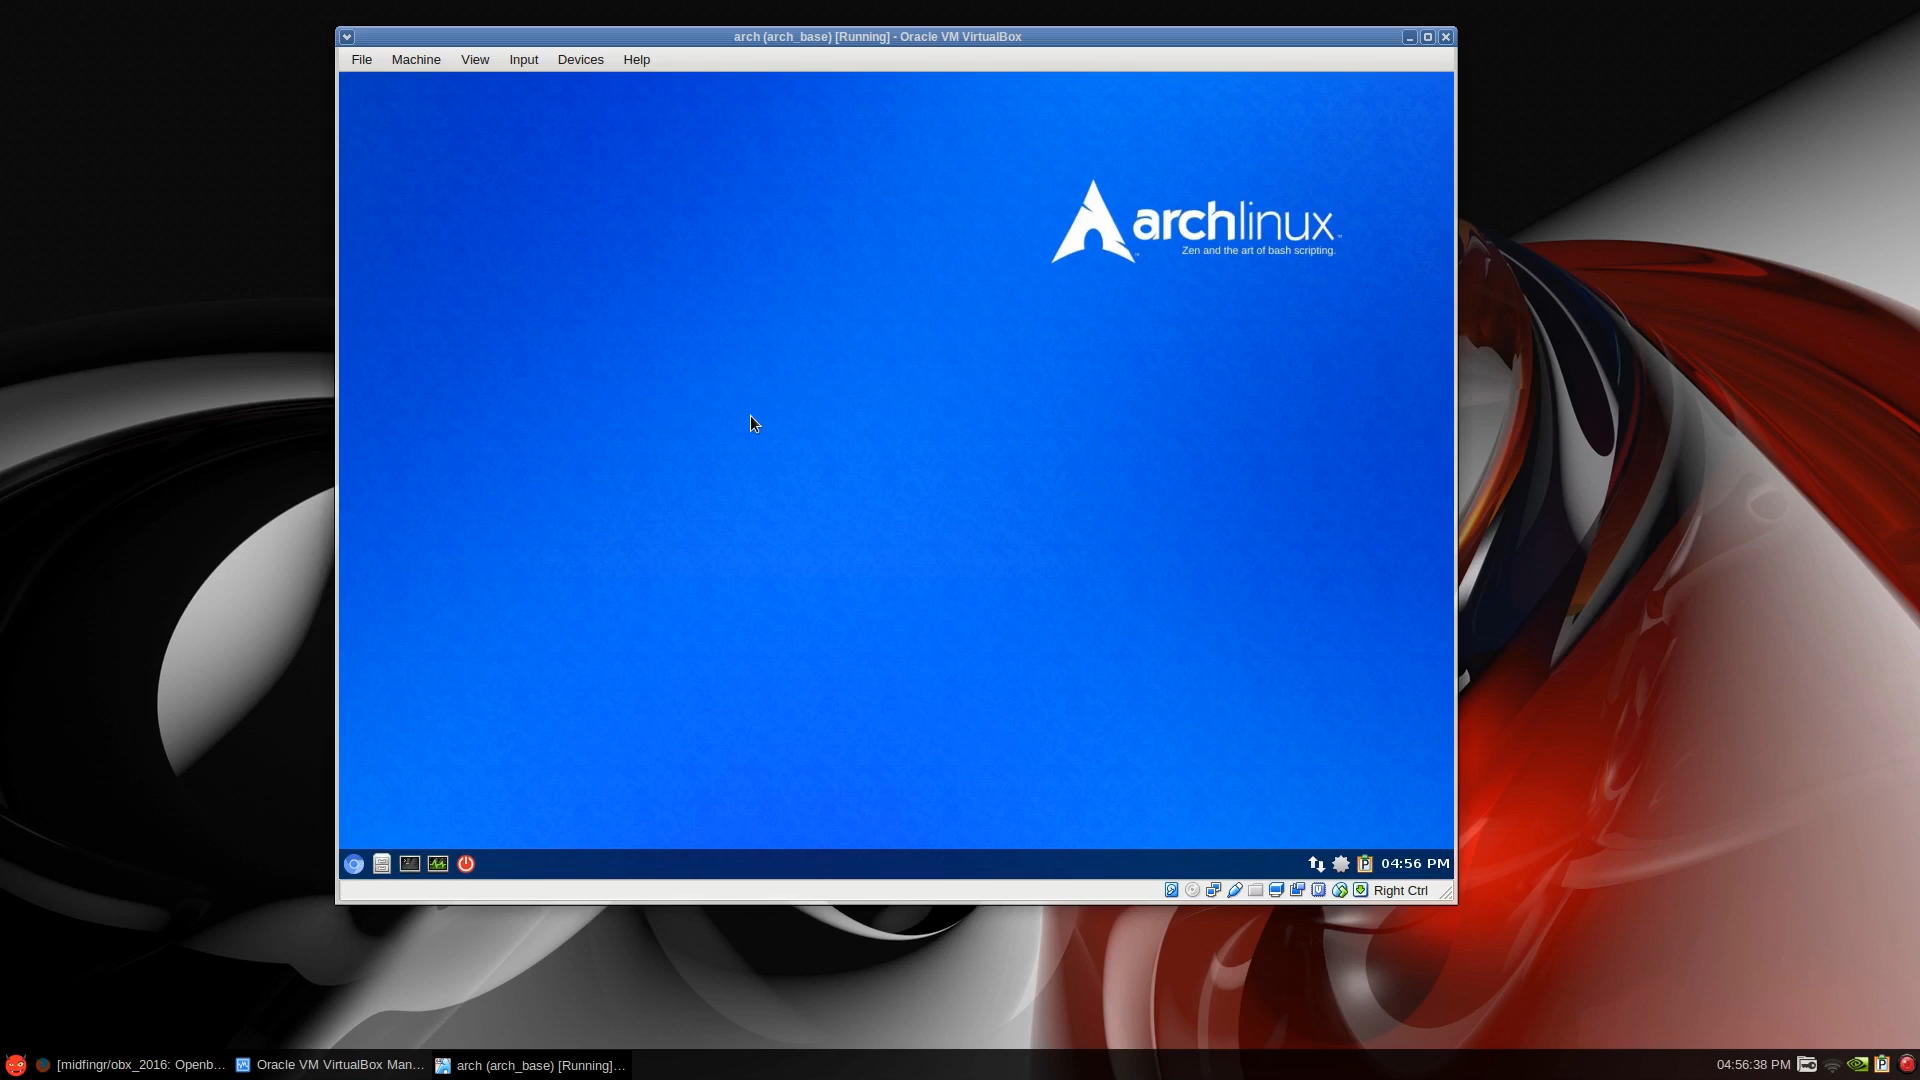 arch (arch_base) [Running] - Oracle VM VirtualBox
File Machine View Input Devices Help
archlinux™
Zen and the art of bash scripting.
04:56 PM
Right Ctrl
[midfingr/obx_2016: Openb... Oracle VM VirtualBox Man... arch (arch_base) [Running]... 04:56:38 PM